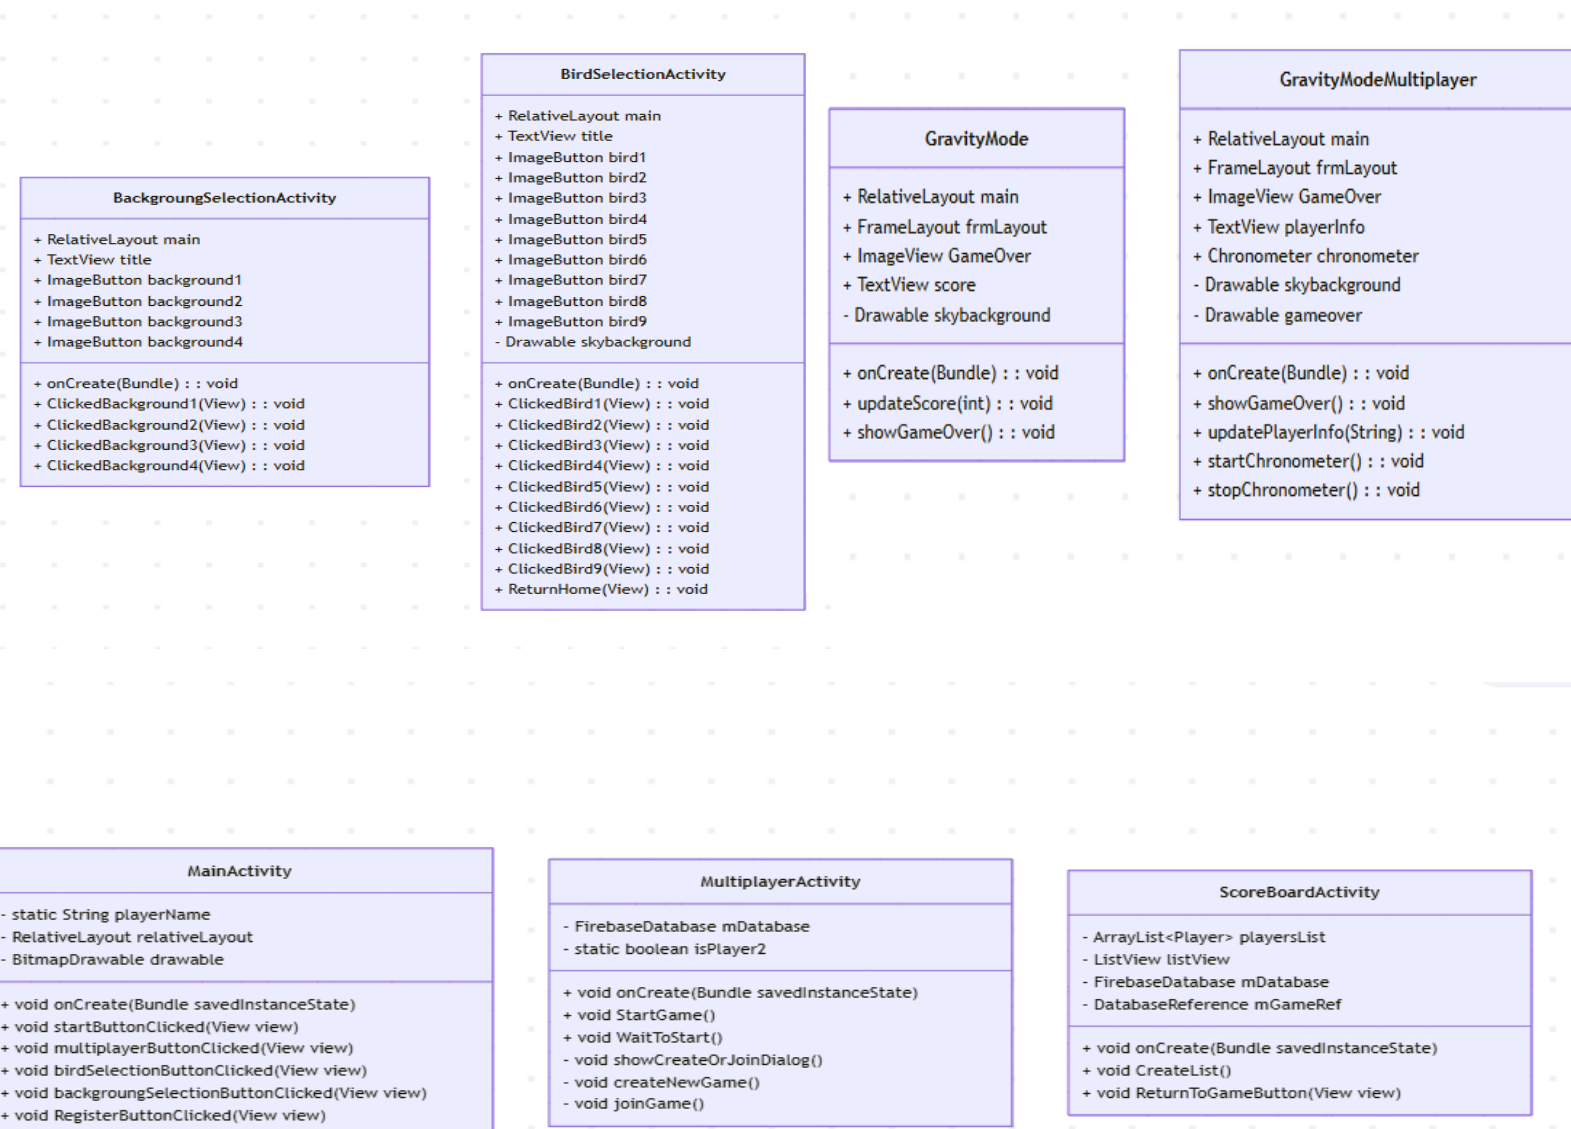 BackgroungSelectionActivity
+ RelativeLayout main
+ TextView title
+ ImageButton background1
+ ImageButton background2
+ ImageButton background3
+ ImageButton background4
+ onCreate(Bundle) : : void
+ ClickedBackground1(View) : : void
+ ClickedBackground2(View) : : void
+ ClickedBackground3(View) : : void
+ ClickedBackground4(View) : : void
BirdSelectionActivity
+ RelativeLayout main
+ TextView title
+ ImageButton bird1
+ ImageButton bird2
+ ImageButton bird3
+ ImageButton bird4
+ ImageButton bird5
+ ImageButton bird6
+ ImageButton bird7
+ ImageButton bird8
+ ImageButton bird9
- Drawable skybackground
+ onCreate(Bundle) : : void
+ ClickedBird1(View) : : void
+ ClickedBird2(View) : : void
+ ClickedBird3(View) : : void
+ ClickedBird4(View) : : void
+ ClickedBird5(View) : : void
+ ClickedBird6(View) : : void
+ ClickedBird7(View) : : void
+ ClickedBird8(View) : : void
+ ClickedBird9(View) : : void
+ ReturnHome(View) : : void
GravityMode
+ RelativeLayout main
+ FrameLayout frmLayout
+ ImageView GameOver
+ TextView score
- Drawable skybackground
+ onCreate(Bundle) : : void
+ updateScore(int) : : void
+ showGameOver() : : void
GravityModeMultiplayer
+ RelativeLayout main
+ FrameLayout frmLayout
+ ImageView GameOver
+ TextView playerInfo
+ Chronometer chronometer
- Drawable skybackground
- Drawable gameover
+ onCreate(Bundle) : : void
+ showGameOver() : : void
+ updatePlayerInfo(String) : : void
+ startChronometer() : : void
+ stopChronometer() : : void
MainActivity
- static String playerName
- RelativeLayout relativeLayout
- BitmapDrawable drawable
+ void onCreate(Bundle savedInstanceState)
+ void startButtonClicked(View view)
+ void multiplayerButtonClicked(View view)
+ void birdSelectionButtonClicked(View view)
+ void backgroungSelectionButtonClicked(View view)
+ void RegisterButtonClicked(View view)
MultiplayerActivity
- FirebaseDatabase mDatabase
- static boolean isPlayer2
+ void onCreate(Bundle savedInstanceState)
+ void StartGame()
+ void WaitToStart()
- void showCreateOrJoinDialog()
- void createNewGame()
- void joinGame()
ScoreBoardActivity
- ArrayList<Player> playersList
- ListView listView
- FirebaseDatabase mDatabase
- DatabaseReference mGameRef
+ void onCreate(Bundle savedInstanceState)
+ void CreateList()
+ void ReturnToGameButton(View view)